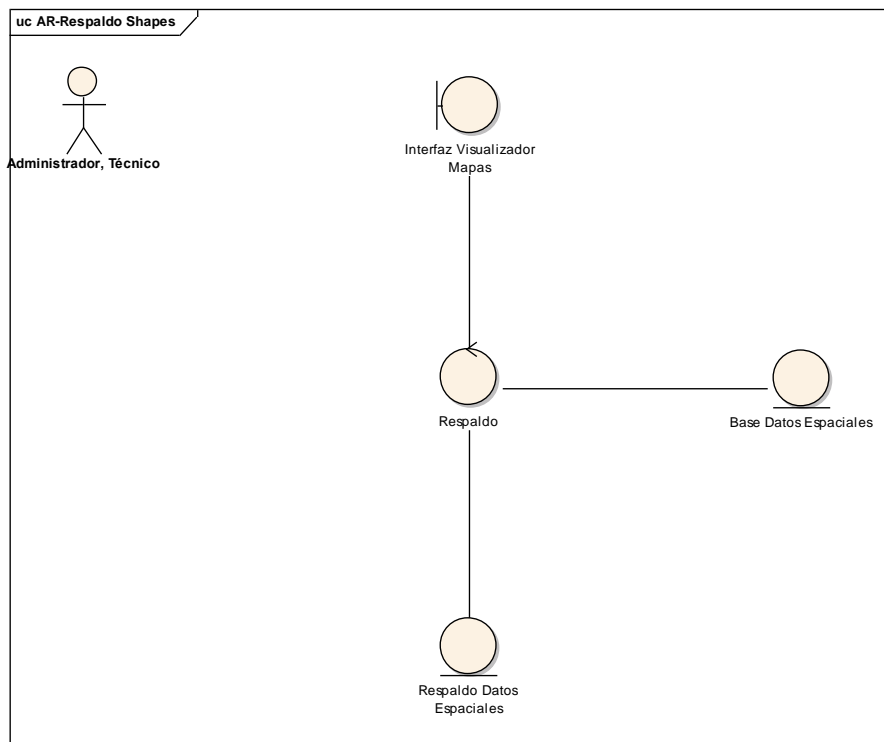 uc AR-Respaldo Shapes
Administrador, Técnico
Interfaz Visualizador
Mapas
Respaldo
Base Datos Espaciales
Respaldo Datos
Espaciales